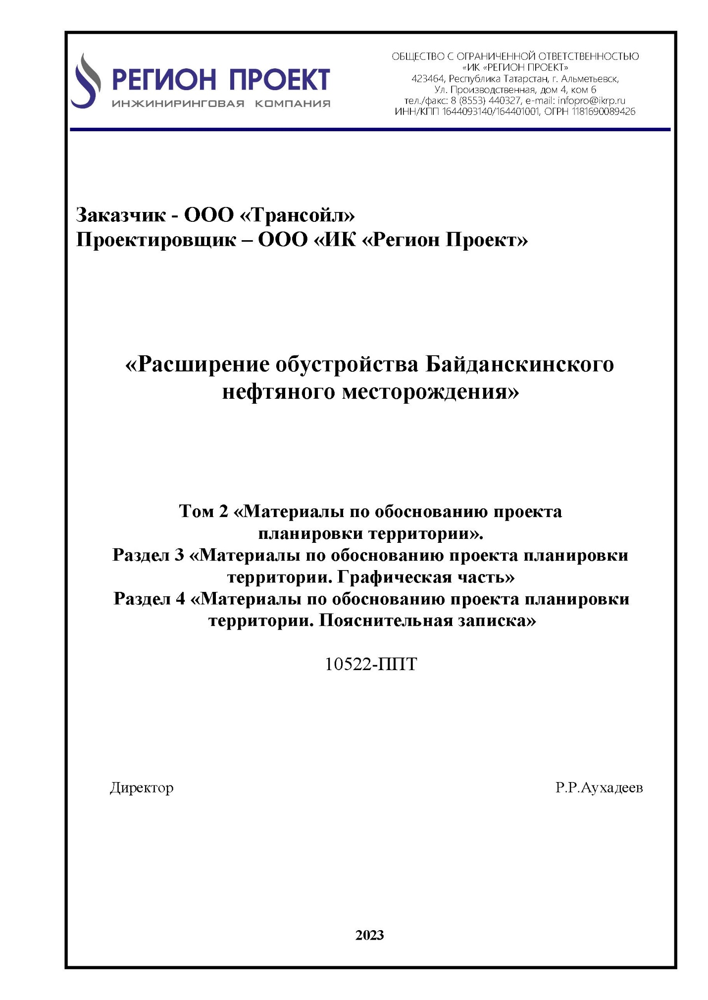 РЕГИОН ПРОЕКТ
ИНЖИНИРИНГОВАЯ КОМПАНИЯ
ОБЩЕСТВО С ОГРАНИЧЕННОЙ ОТВЕТСТВЕННОСТЬЮ
«ИК «РЕГИОН ПРОЕКТ»
423464, Республика Татарстан, г. Альметьевск,
Ул. Производственная, дом 4, ком 6
тел./факс: 8 (8553) 440327, e-mail: infopro@ikrp.ru
ИНН/КПП 1644093140/164401001, ОГРН 1181690089426
Заказчик - ООО «Трансойл»
Проектировщик – ООО «ИК «Регион Проект»
«Расширение обустройства Байданскинского
нефтяного месторождения»
Том 2 «Материалы по обоснованию проекта
планировки территории».
Раздел 3 «Материалы по обоснованию проекта планировки
территории. Графическая часть»
Раздел 4 «Материалы по обоснованию проекта планировки
территории. Пояснительная записка»
10522-ППТ
Директор Р.Р.Аухадеев
2023